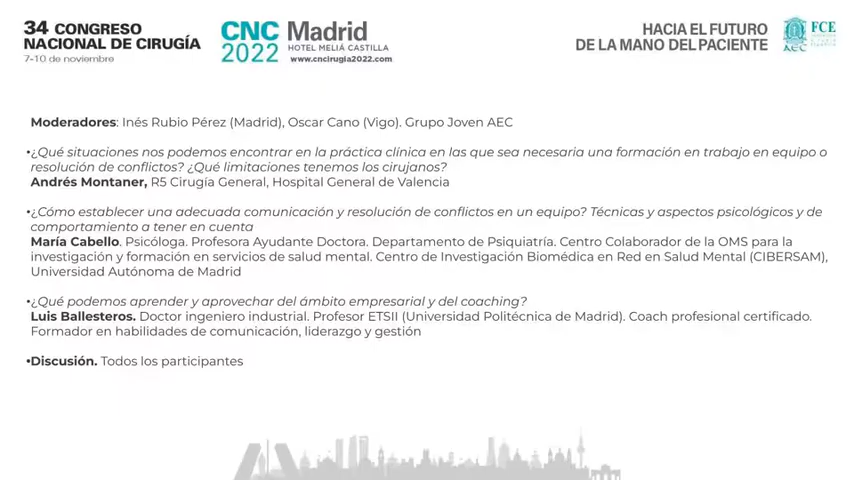 34 CONGRESO
NACIONAL DE CIRUGÍA
7-10 de noviembre
CNC
2022
Madrid
HOTEL MELIÁ CASTILLA
www.cncirugia2022.com
HACIA EL FUTURO
DE LA MANO DEL PACIENTE
AEC
FCE
Moderadores: Inés Rubio Pérez (Madrid), Oscar Cano (Vigo). Grupo Joven AEC
•¿Qué situaciones nos podemos encontrar en la práctica clínica en las que sea necesaria una formación en trabajo en equipo o
resolución de conflictos? ¿Qué limitaciones tenemos los cirujanos?
Andrés Montaner, R5 Cirugía General, Hospital General de Valencia
•¿Cómo establecer una adecuada comunicación y resolución de conflictos en un equipo? Técnicas y aspectos psicológicos y de
comportamiento a tener en cuenta
María Cabello. Psicóloga. Profesora Ayudante Doctora. Departamento de Psiquiatría. Centro Colaborador de la OMS para la
investigación y formación en servicios de salud mental. Centro de Investigación Biomédica en Red en Salud Mental (CIBERSAM),
Universidad Autónoma de Madrid
•¿Qué podemos aprender y aprovechar del ámbito empresarial y del coaching?
Luis Ballesteros. Doctor ingeniero industrial. Profesor ETSII (Universidad Politécnica de Madrid). Coach profesional certificado.
Formador en habilidades de comunicación, liderazgo y gestión
•Discusión. Todos los participantes